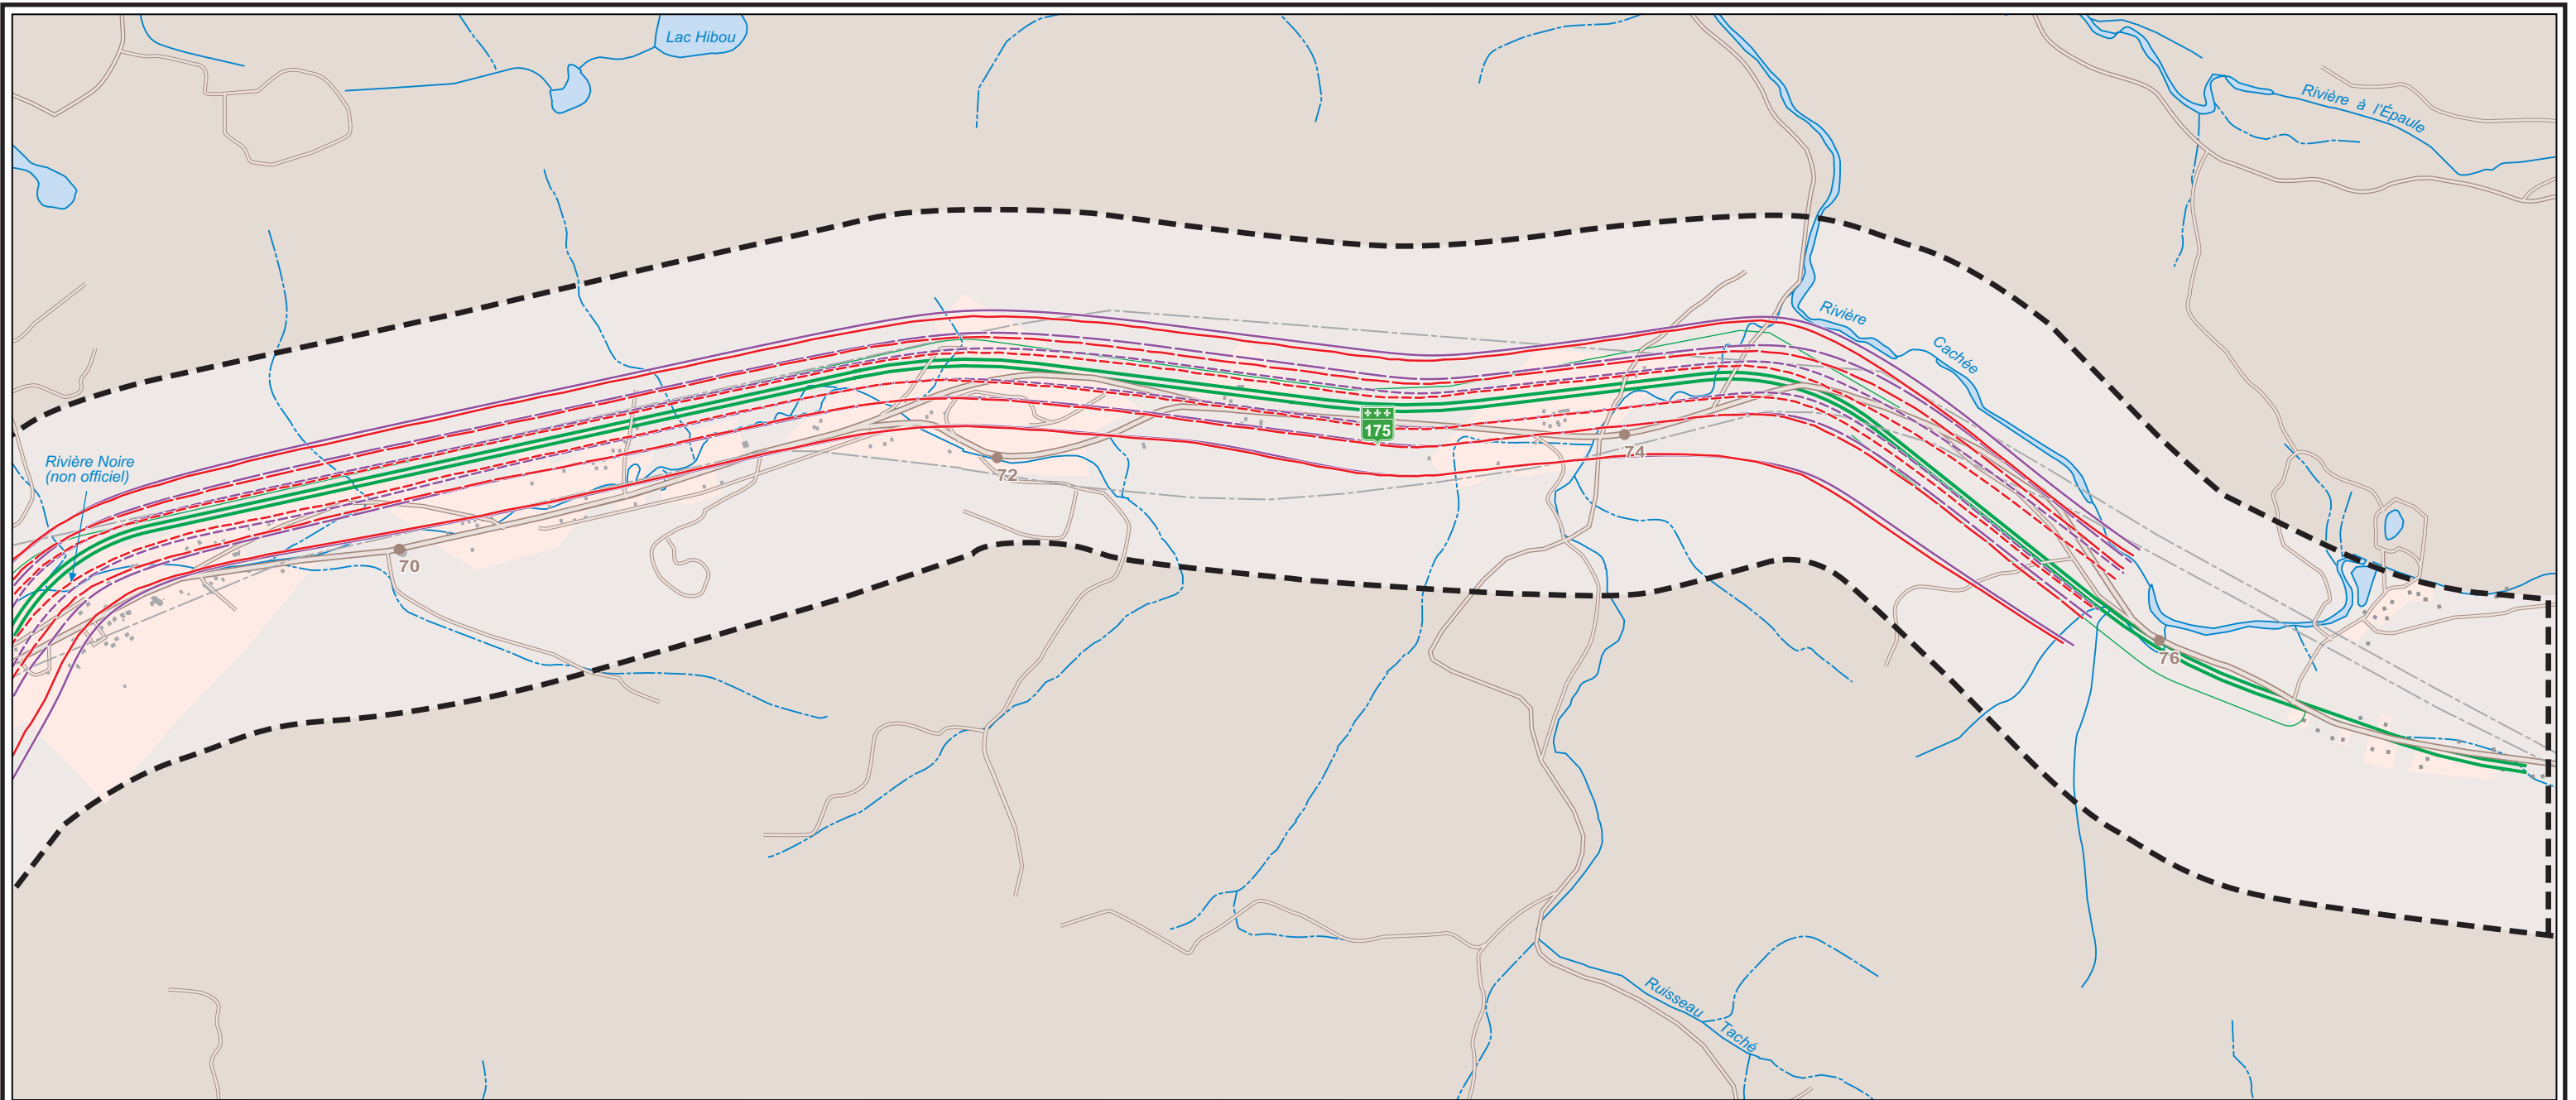 Lac Hibou
Rivière à l'Épaule
Rivière
Cachée
175
74
72
Rivière Noire
(non officiel)
70
76
Ruisseau Taché